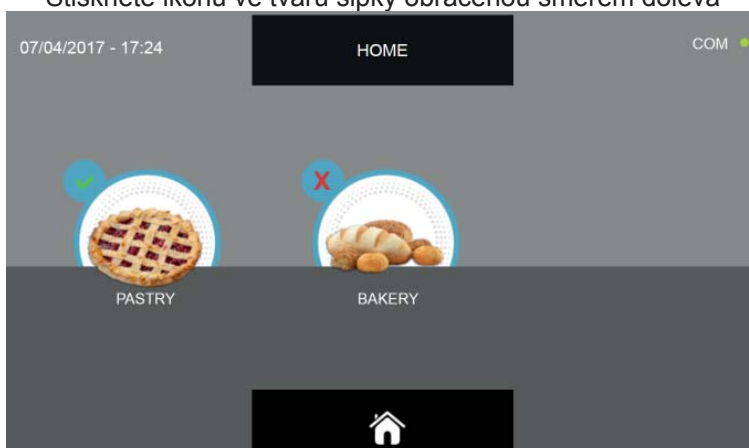 Stiskněte ikonu ve tvaru šipky obrácenou směrem doleva
07/04/2017 - 17:24
HOME
COM
X
PASTRY
BAKERY